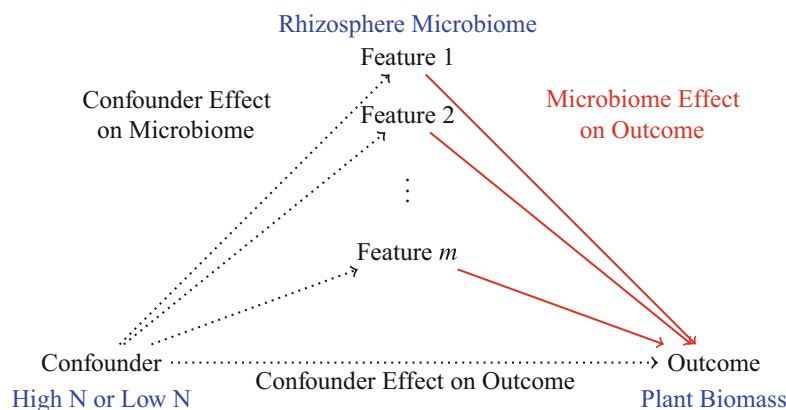 Rhizosphere Microbiome
Feature 1
Confounder Effect
on Microbiome
Microbiome Effect
on Outcome
Feature 2
⋮
Feature m
Confounder
Outcome
Confounder Effect on Outcome
High N or Low N
Plant Biomass